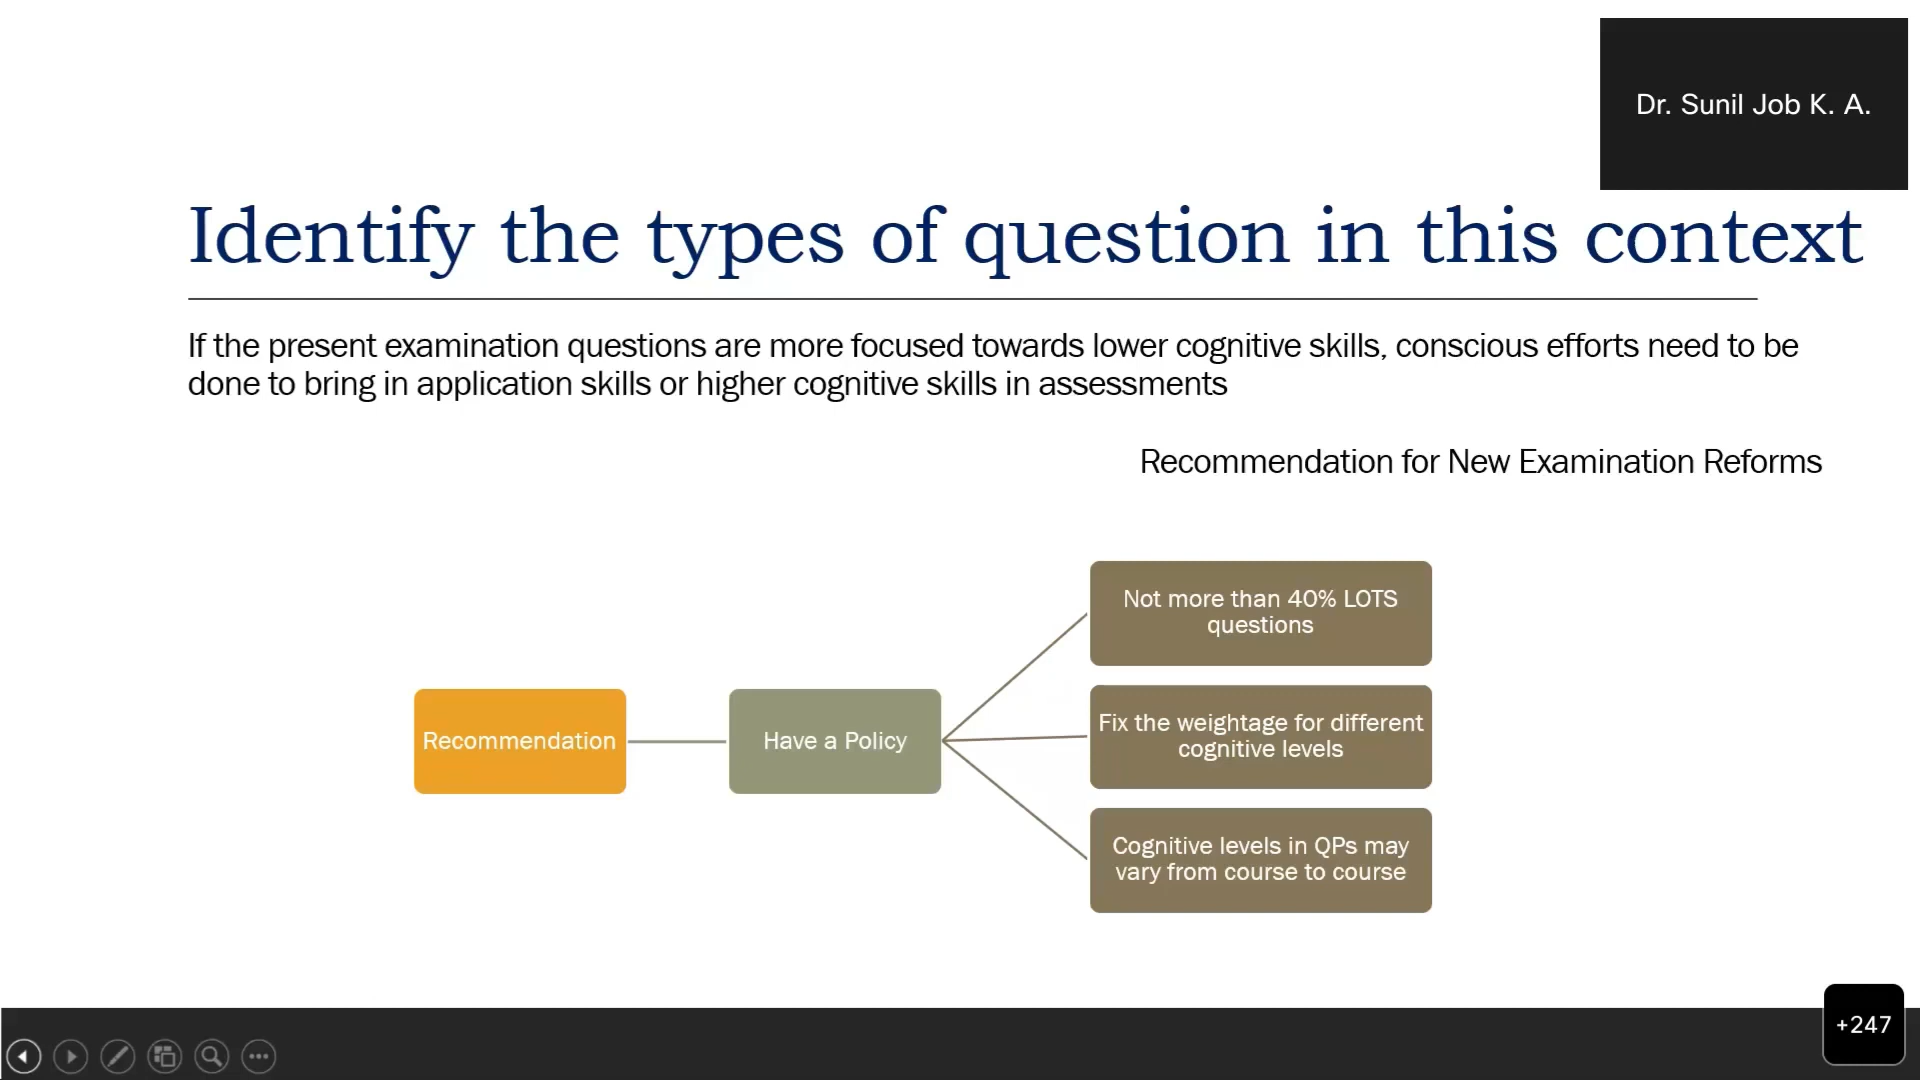 Dr. Sunil Job K. A.
Identify the types of question in this context
If the present examination questions are more focused towards lower cognitive skills, conscious efforts need to be
done to bring in application skills or higher cognitive skills in assessments
Recommendation for New Examination Reforms
Recommendation
Have a Policy
Not more than 40% LOTS
questions
Fix the weightage for different
cognitive levels
Cognitive levels in QPs may
vary from course to course
+247